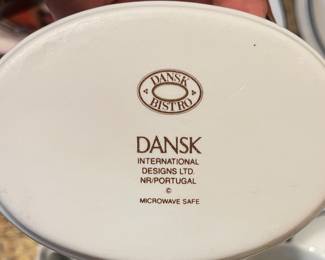 DANSK
BISTRO
DANSK
INTERNATIONAL
DESIGNS LTD.
NR/PORTUGAL
©
MICROWAVE SAFE